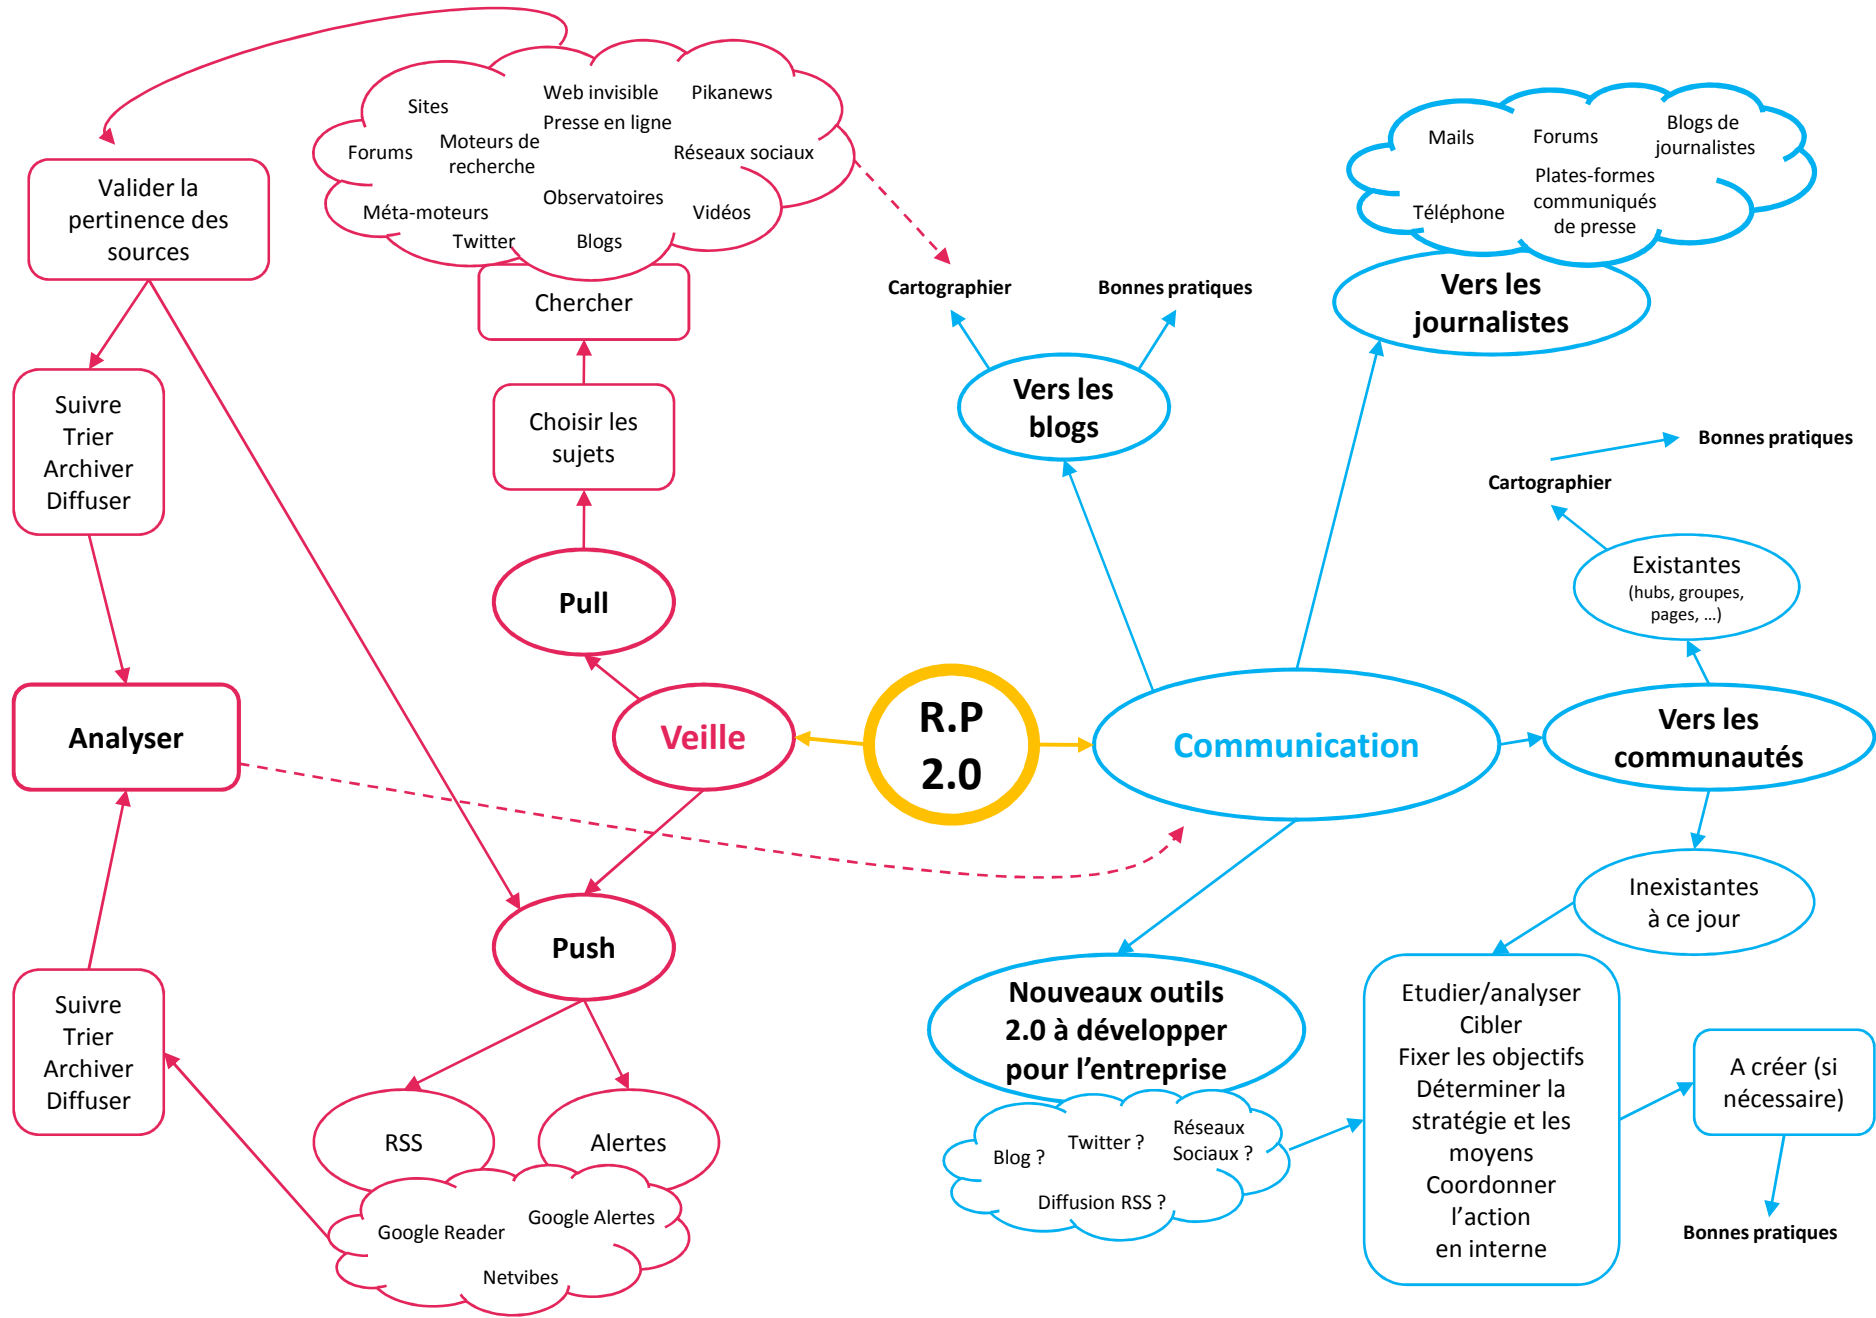 Sites
Web invisible
Pikanews
Presse en ligne
Forums
Moteurs de
recherche
Réseaux sociaux
Observatoires
Méta-moteurs
Vidéos
Twitter
Blogs
Chercher
Valider la
pertinence des
sources
Suivre
Trier
Archiver
Diffuser
Choisir les
sujets
Pull
Analyser
Veille
R.P
2.0
Push
Suivre
Trier
Archiver
Diffuser
RSS
Alertes
Google Reader
Google Alertes
Netvibes
Cartographier
Bonnes pratiques
Vers les
blogs
Mails
Forums
Blogs de
journalistes
Téléphone
Plates-formes
communiqués
de presse
Vers les
journalistes
Bonnes pratiques
Cartographier
Existantes
(hubs, groupes,
pages, …)
Communication
Vers les
communautés
Inexistantes
à ce jour
Nouveaux outils
2.0 à développer
pour l’entreprise
Blog ?
Twitter ?
Réseaux
Sociaux ?
Diffusion RSS ?
Etudier/analyser
Cibler
Fixer les objectifs
Déterminer la
stratégie et les
moyens
Coordonner
l’action
en interne
A créer (si
nécessaire)
Bonnes pratiques